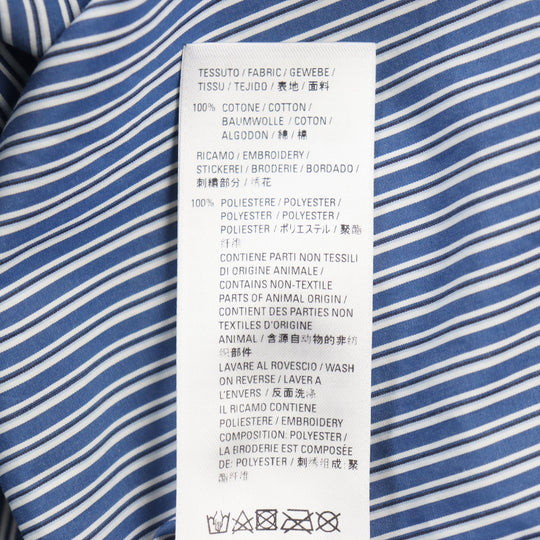 TESSUTO / FABRIC / GEWEBE /
TISSU / TEJIDO / 表地 / 面料
100% COTONE / COTTON /
BAUMWOLLE / COTON /
ALGODON / 綿 / 棉
RICAMO / EMBROIDERY /
STICKEREI / BRODERIE / BORDADO /
刺繍部分 / 绣花
100% POLIESTERE / POLYESTER /
POLYESTER / POLYESTER /
POLIESTER / ポリエステル / 聚酯
纤维
CONTIENE PARTI NON TESSILI
DI ORIGINE ANIMALE /
CONTAINS NON-TEXTILE
PARTS OF ANIMAL ORIGIN /
CONTIENT DES PARTIES NON
TEXTILES D'ORIGINE
ANIMAL / 含源自动物的非纺
织部件
LAVARE AL ROVESCIO / WASH
ON REVERSE / LAVER A
L'ENVERS / 反面洗涤
IL RICAMO CONTIENE
POLIESTERE / EMBROIDERY
COMPOSITION: POLYESTER /
LA BRODERIE EST COMPOSÉE
DE: POLYESTER / 刺绣组成: 聚
酯纤维